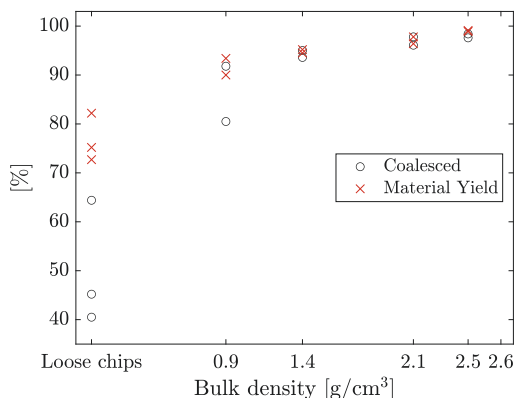 100
90
80
70
60
50
40
[%]
Coalesced
Material Yield
Loose chips 0.9 1.4 2.1 2.5 2.6
Bulk density [g/cm³]